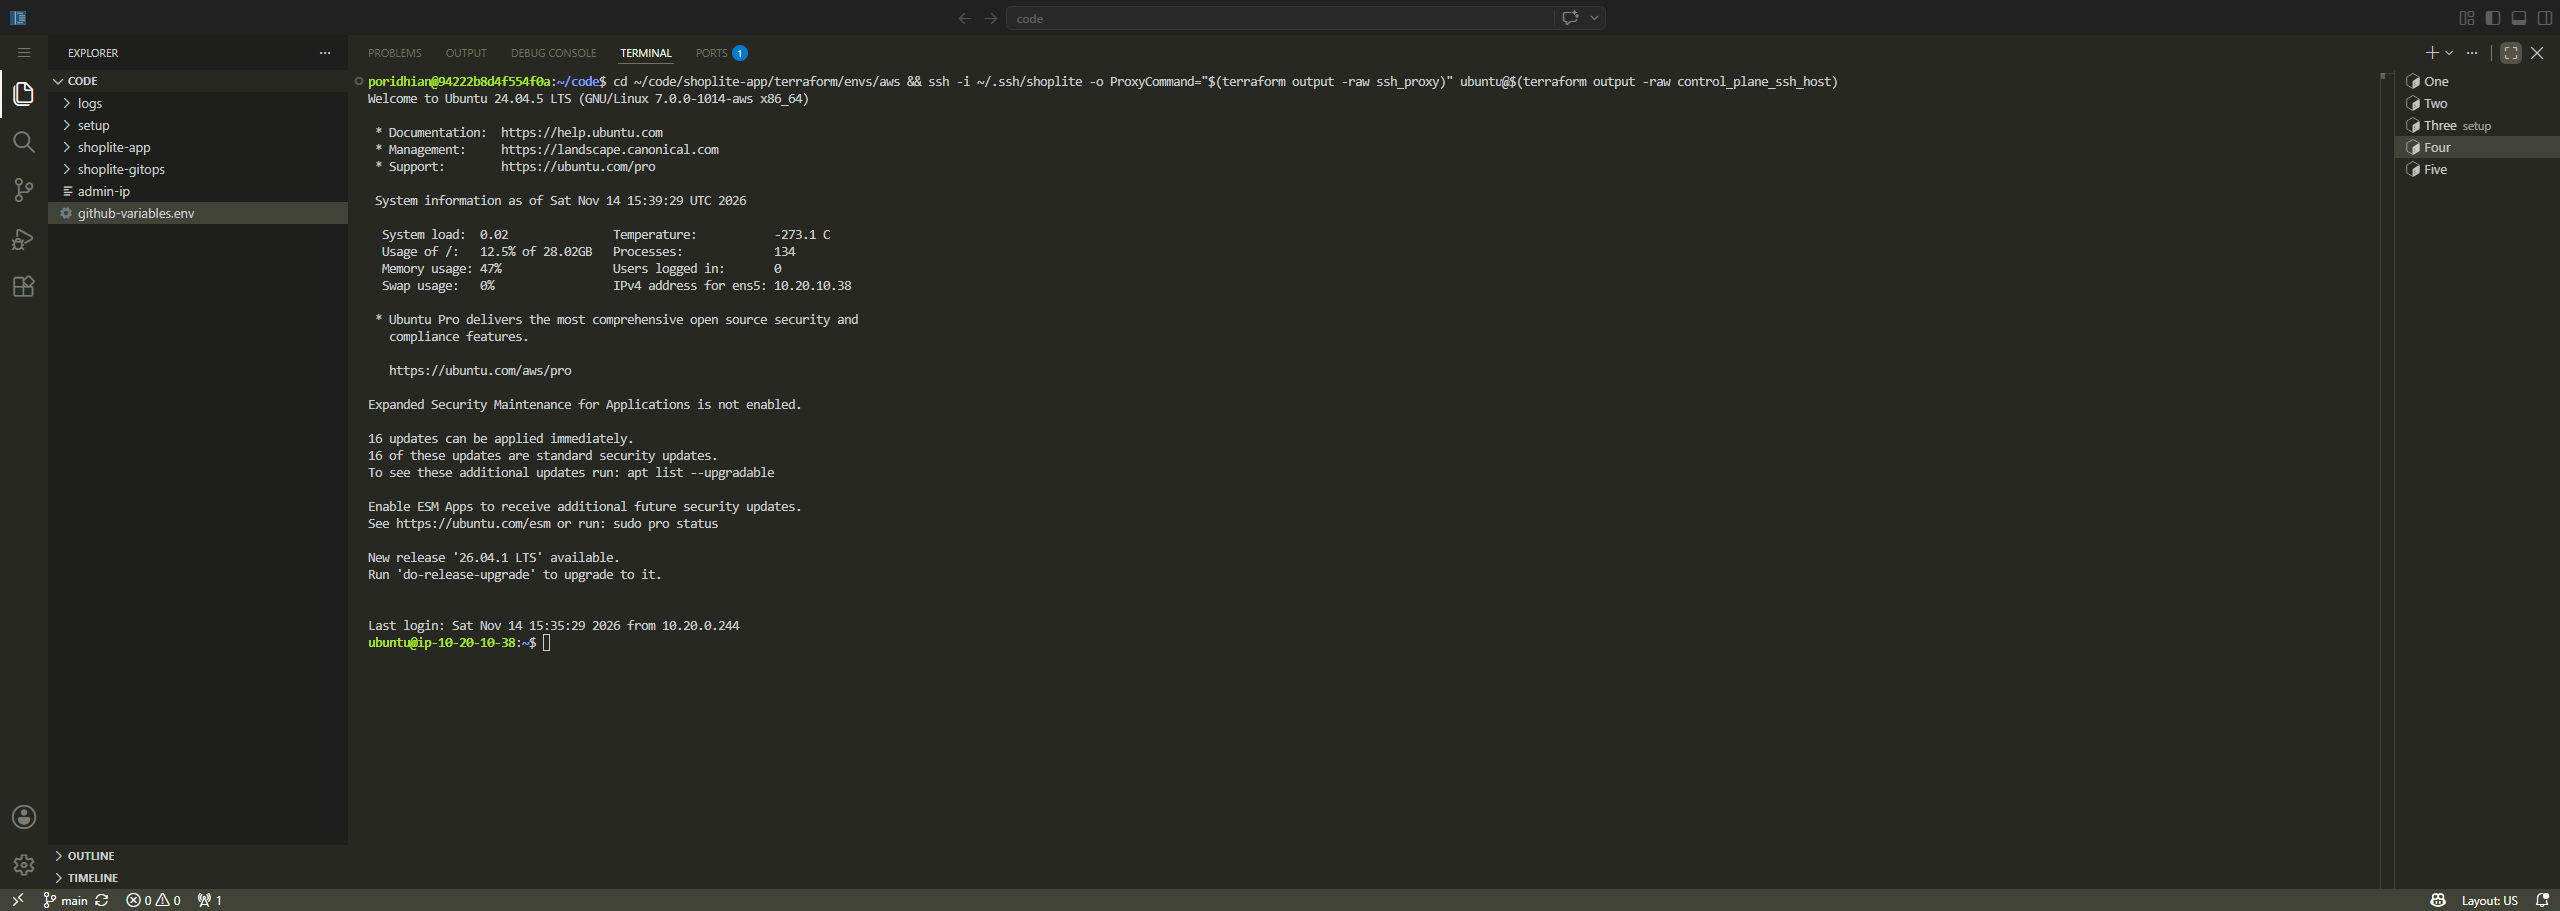 code
EXPLORER
CODE
logs
setup
shoplite-app
shoplite-gitops
admin-ip
github-variables.env
OUTLINE
TIMELINE
PROBLEMS OUTPUT DEBUG CONSOLE TERMINAL PORTS 1
poridhian@94222b8d4f554f0a:~/code$ cd ~/code/shoplite-app/terraform/envs/aws && ssh -i ~/.ssh/shoplite -o ProxyCommand="$(terraform output -raw ssh_proxy)" ubuntu@$(terraform output -raw control_plane_ssh_host)
Welcome to Ubuntu 24.04.5 LTS (GNU/Linux 7.0.0-1014-aws x86_64)
* Documentation: https://help.ubuntu.com
* Management: https://landscape.canonical.com
* Support: https://ubuntu.com/pro
System information as of Sat Nov 14 15:39:29 UTC 2026
System load: 0.02 Temperature: -273.1 C
Usage of /: 12.5% of 28.02GB Processes: 134
Memory usage: 47% Users logged in: 0
Swap usage: 0% IPv4 address for ens5: 10.20.10.38
* Ubuntu Pro delivers the most comprehensive open source security and
compliance features.
https://ubuntu.com/aws/pro
Expanded Security Maintenance for Applications is not enabled.
16 updates can be applied immediately.
16 of these updates are standard security updates.
To see these additional updates run: apt list --upgradable
Enable ESM Apps to receive additional future security updates.
See https://ubuntu.com/esm or run: sudo pro status
New release '26.04.1 LTS' available.
Run 'do-release-upgrade' to upgrade to it.
Last login: Sat Nov 14 15:35:29 2026 from 10.20.0.244
ubuntu@ip-10-20-10-38:~$
One
Two
Three setup
Four
Five
main 0 0 1
Layout: US